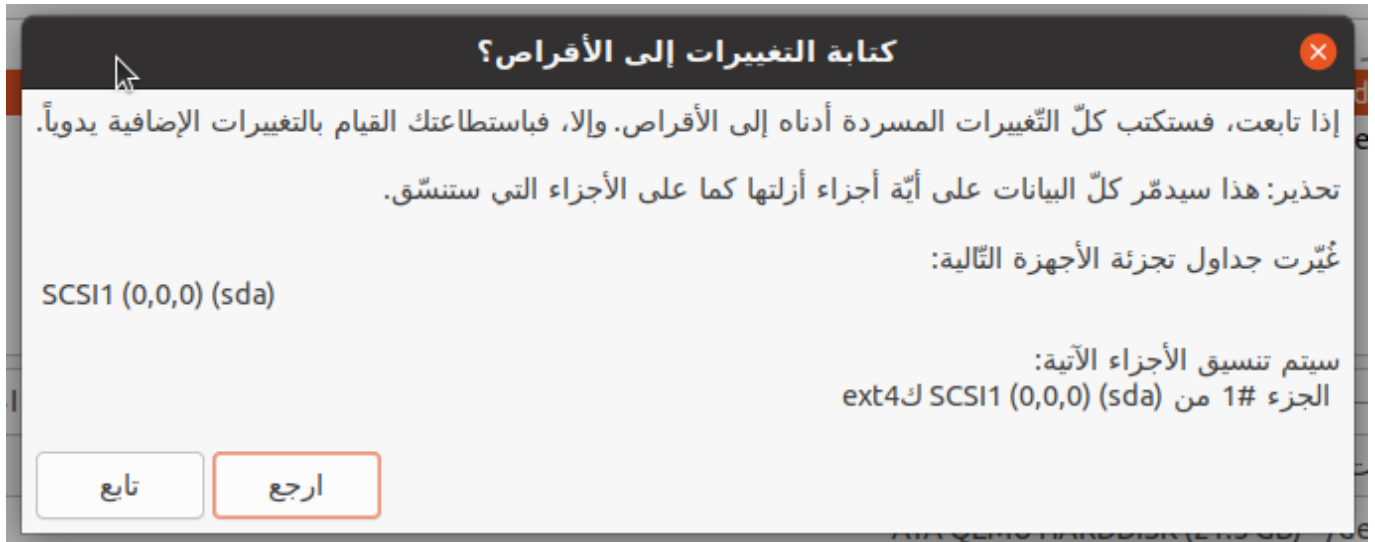 كتابة التغييرات إلى الأقراص؟
إذا تابعت، فستكتب كلّ التّغييرات المسردة أدناه إلى الأقراص. وإلا، فباستطاعتك القيام بالتغييرات الإضافية يدوياً.
تحذير: هذا سيدمّر كلّ البيانات على أيّة أجزاء أزلتها كما على الأجزاء التي ستنسّق.
غُيّرت جداول تجزئة الأجهزة التّالية:
SCSI1 (0,0,0) (sda)
سيتم تنسيق الأجزاء الآتية:
الجزء #1 من SCSI1 (0,0,0) (sda) كext4
ارجع
تابع